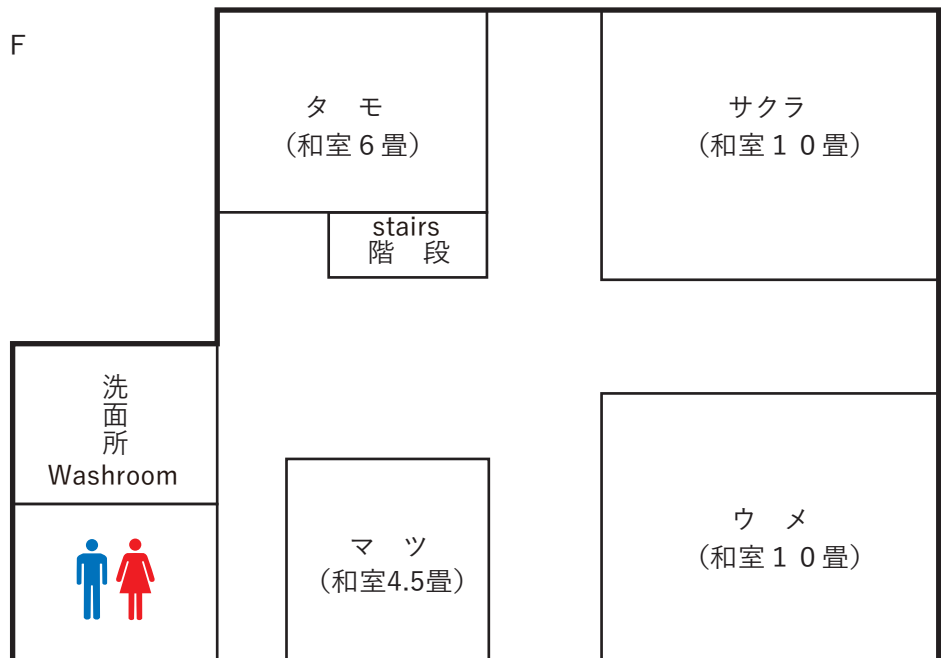 F
タ　モ
（和室６畳）
サクラ
（和室１０畳）
stairs
階　段
洗面所
Washroom
マ　ツ
（和室4.5畳）
ウ　メ
（和室１０畳）